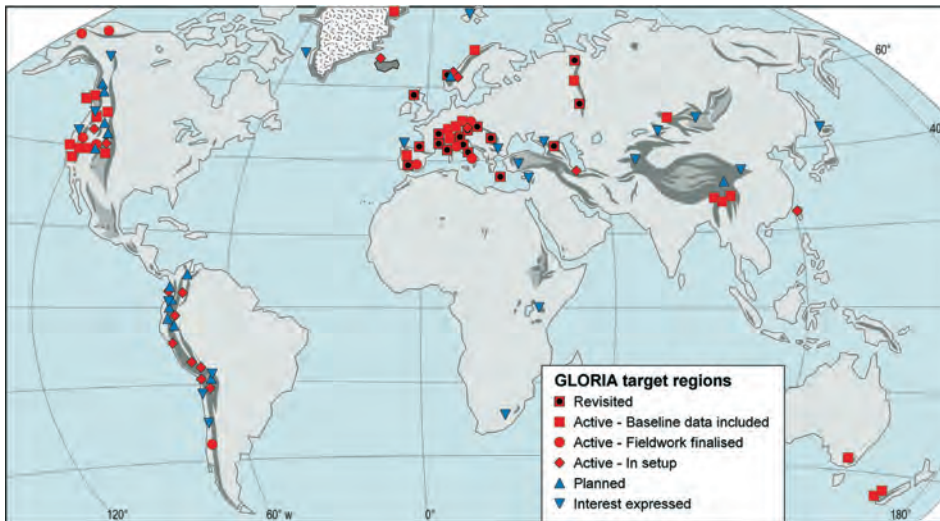 60°
40°
GLORIA target regions
Revisited
Active - Baseline data included
Active - Fieldwork finalised
Active - In setup
Planned
Interest expressed
120°
60° w
0°
180°